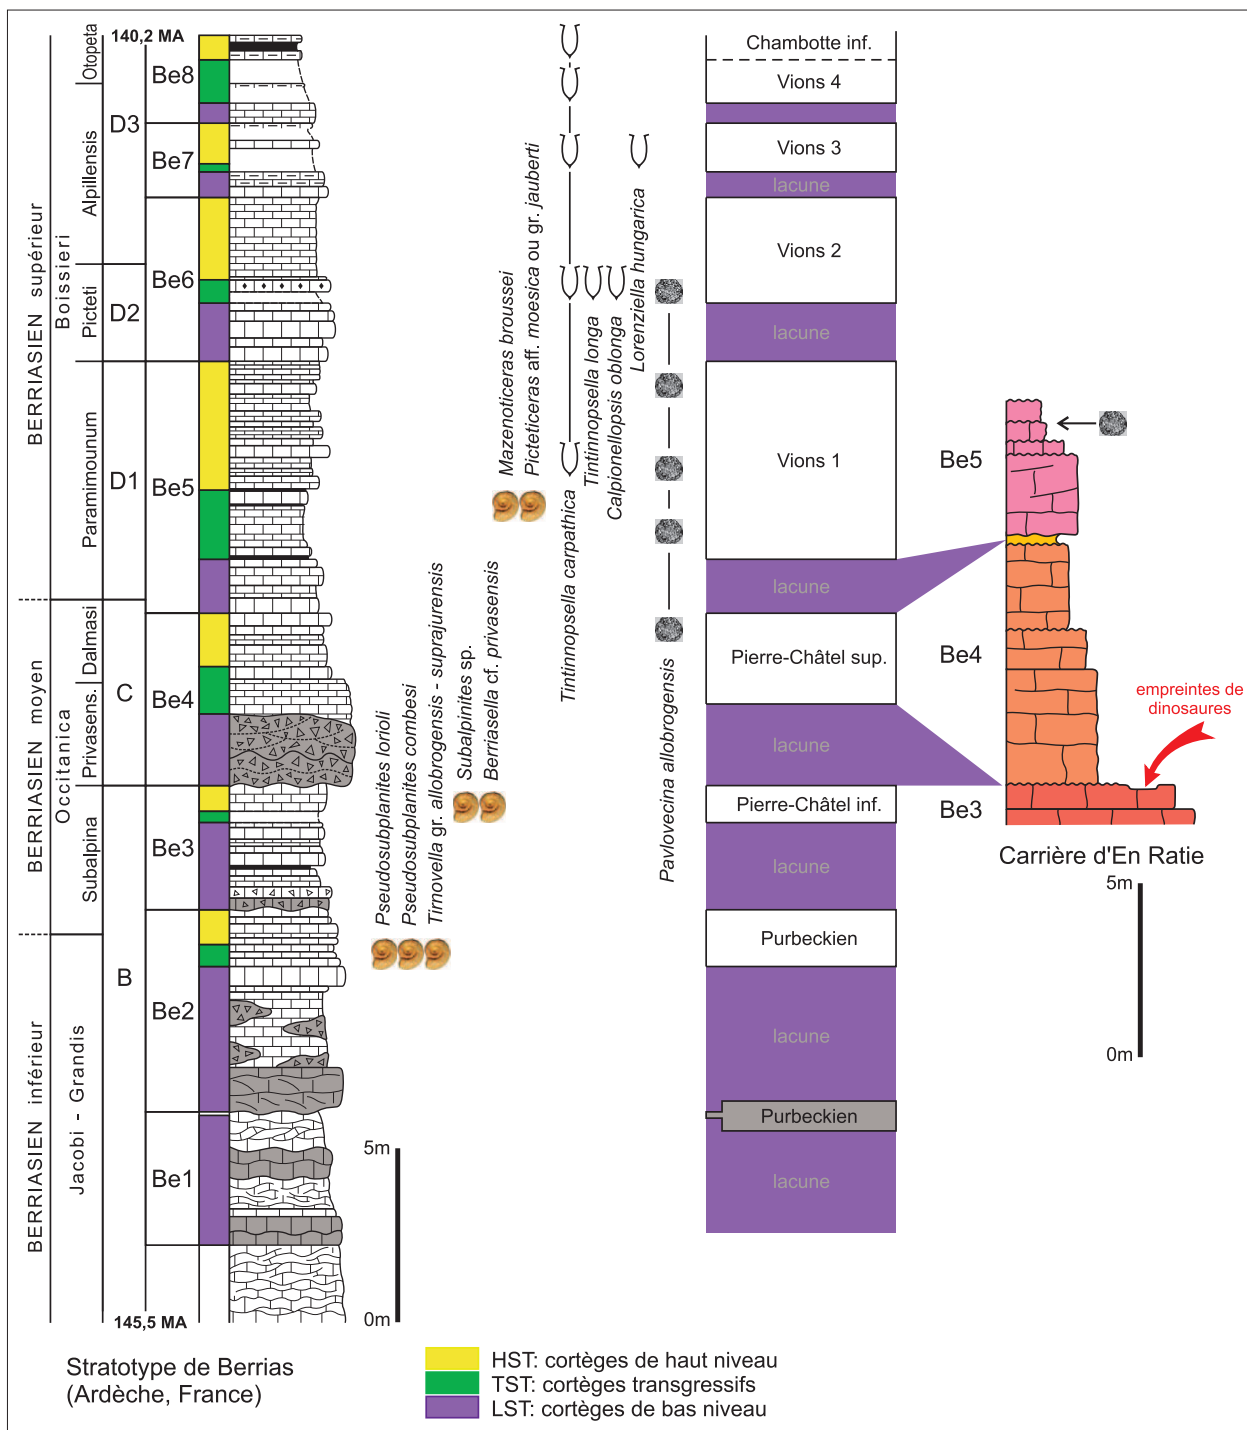 140,2 MA
BERRIASIEN supérieur
BERRIASIEN moyen
BERRIASIEN inférieur
Boissieri
Occitanica
Otopeta
Alpillensis
Picteti
Paramimounum
Dalmasi
Privasens.
Subalpina
Jacobi - Grandis
D3
D2
D1
C
B
Be8
Be7
Be6
Be5
Be4
Be3
Be2
Be1
145,5 MA
Pseudosubplanites lorioli
Pseudosubplanites combesi
Tirnovella gr. allobrogensis - suprajurensis
Subalpinites sp.
Berriasella cf. privasensis
Mazenoticeras broussei
Picteticeras aff. moesica ou gr. jauberti
Tintinnopsella carpathica
Tintinnopsella longa
Calpionellopsis oblonga
Lorenziella hungarica
Pavlovecina allobrogensis
Chambotte inf.
Vions 4
Vions 3
lacune
Vions 2
lacune
Vions 1
lacune
Pierre-Châtel sup.
lacune
Pierre-Châtel inf.
lacune
Purbeckien
lacune
Purbeckien
lacune
Be5
Be4
Be3
empreintes de
dinosaures
Carrière d'En Ratie
5m
0m
5m
0m
Stratotype de Berrias
(Ardèche, France)
HST: cortèges de haut niveau
TST: cortèges transgressifs
LST: cortèges de bas niveau